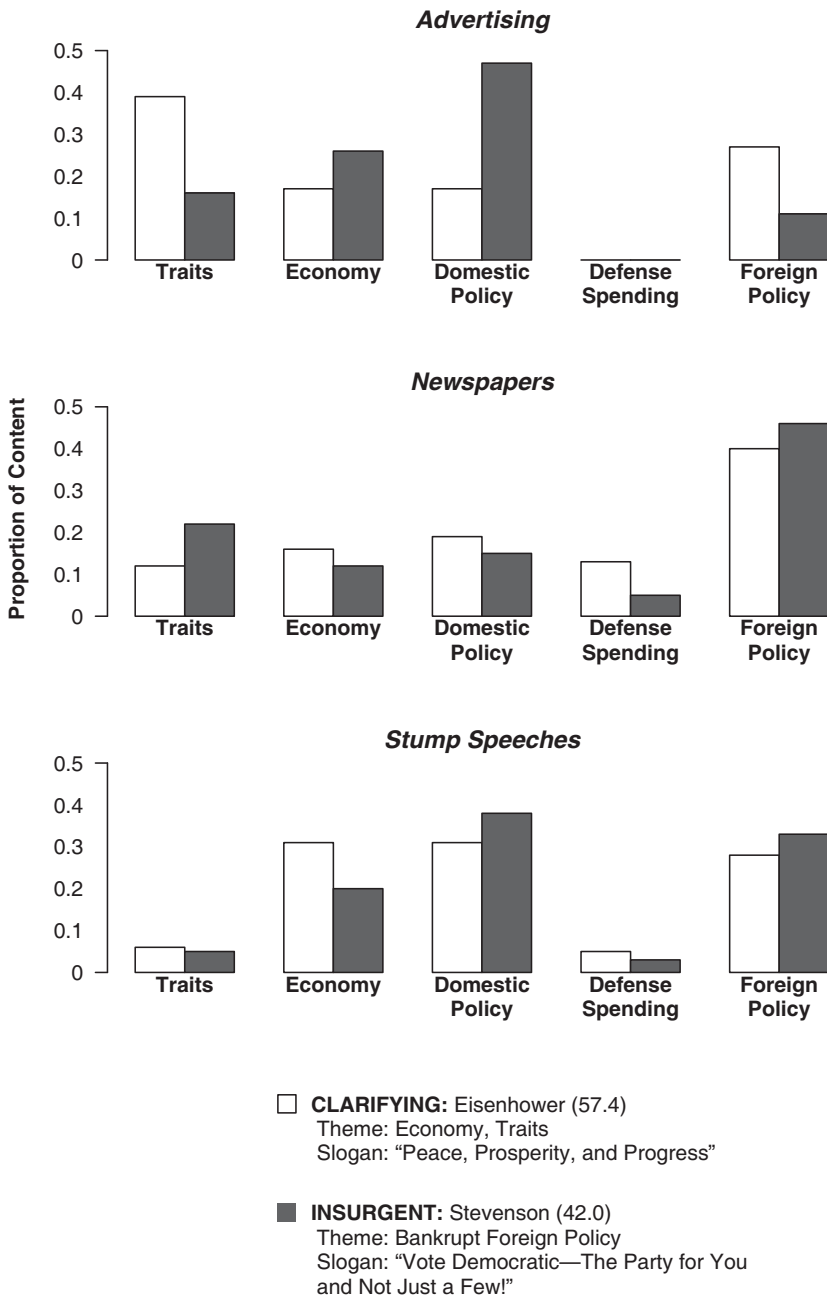 Advertising
0.5
0.4
0.3
0.2
0.1
0
Traits Economy Domestic Defense Foreign
Policy Spending Policy
Newspapers
Proportion of Content
0.5
0.4
0.3
0.2
0.1
0
Traits Economy Domestic Defense Foreign
Policy Spending Policy
Stump Speeches
0.5
0.4
0.3
0.2
0.1
0
Traits Economy Domestic Defense Foreign
Policy Spending Policy
CLARIFYING: Eisenhower (57.4)
Theme: Economy, Traits
Slogan: “Peace, Prosperity, and Progress”
INSURGENT: Stevenson (42.0)
Theme: Bankrupt Foreign Policy
Slogan: “Vote Democratic—The Party for You
and Not Just a Few!”